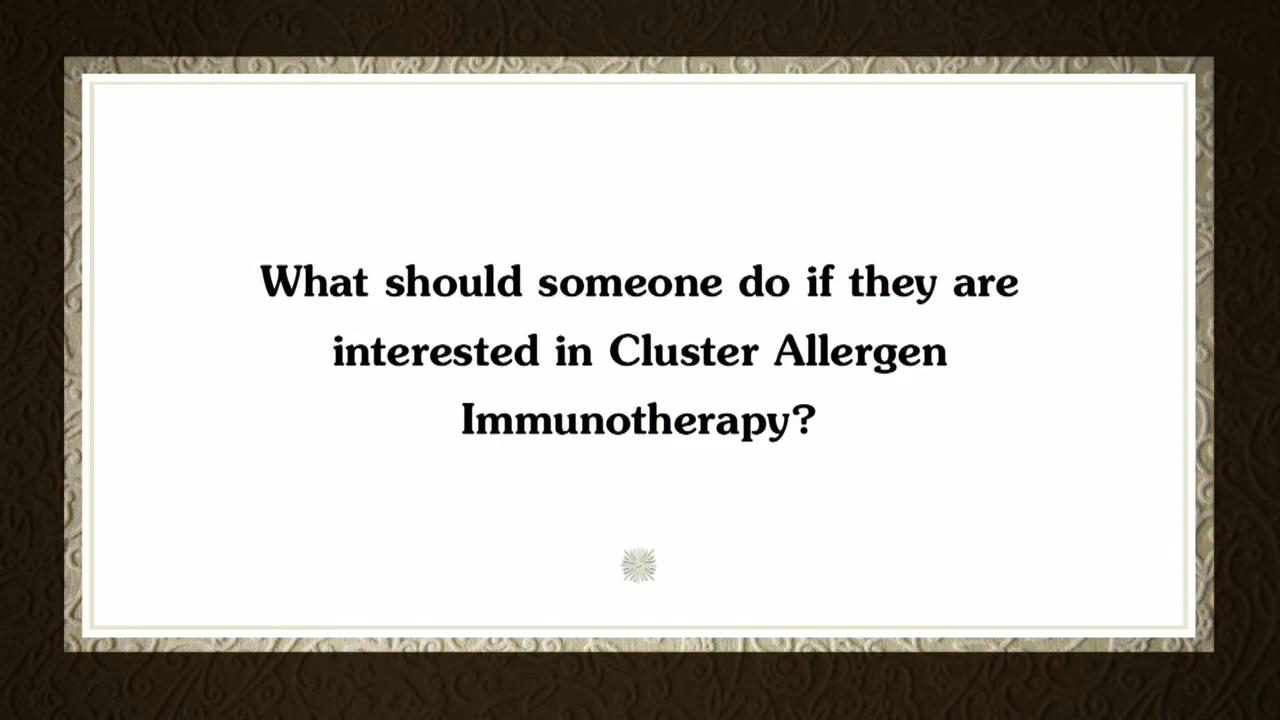 What should someone do if they are
interested in Cluster Allergen
Immunotherapy?